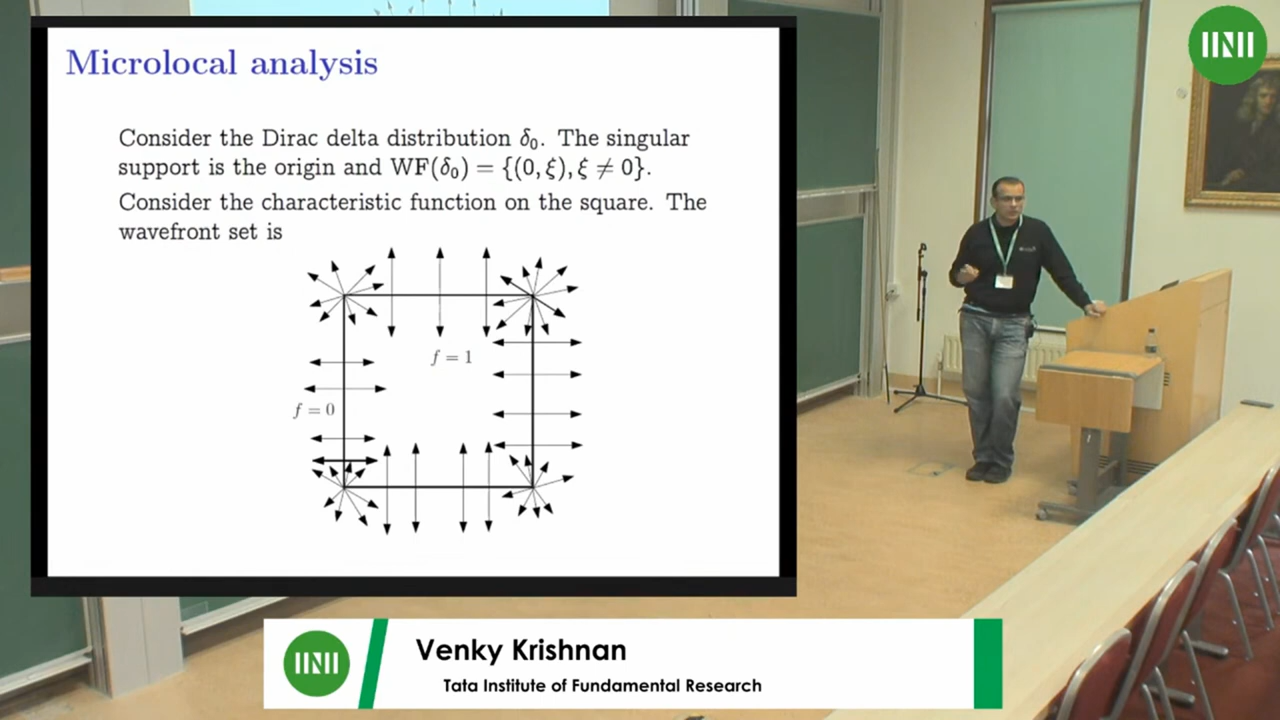 Microlocal analysis
Consider the Dirac delta distribution δ₀. The singular
support is the origin and WF(δ₀) = {(0, ξ), ξ ≠ 0}.
Consider the characteristic function on the square. The
wavefront set is
f = 1
f = 0
Venky Krishnan
Tata Institute of Fundamental Research